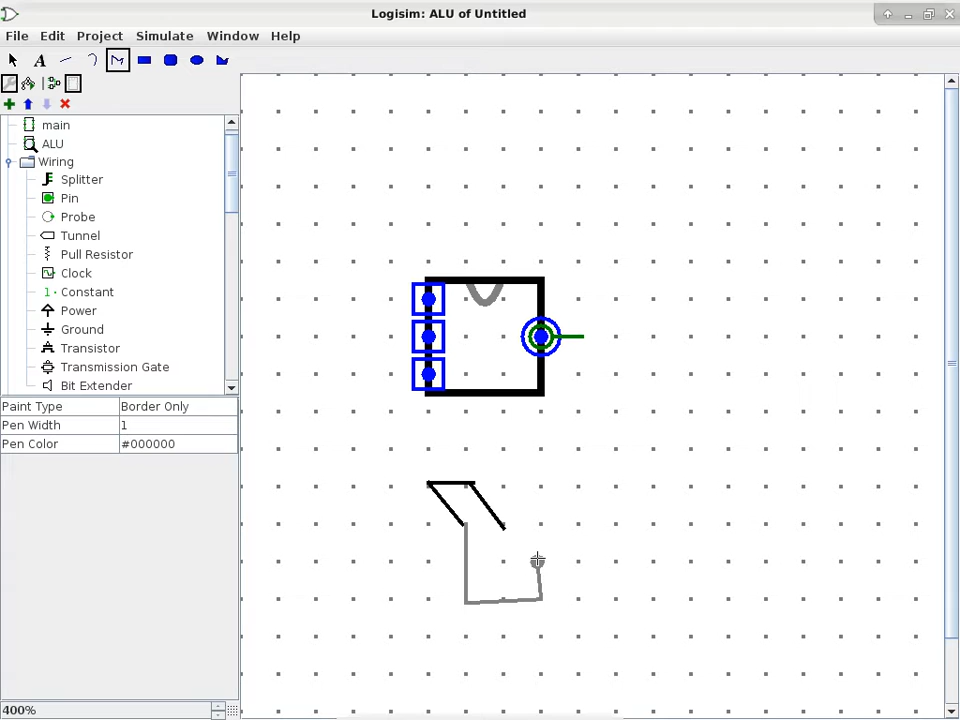 Logisim: ALU of Untitled
File Edit Project Simulate Window Help
A
main
ALU
Wiring
Splitter
Pin
Probe
Tunnel
Pull Resistor
Clock
1 Constant
Power
Ground
Transistor
Transmission Gate
Bit Extender
Paint Type Border Only
Pen Width 1
Pen Color #000000
400%